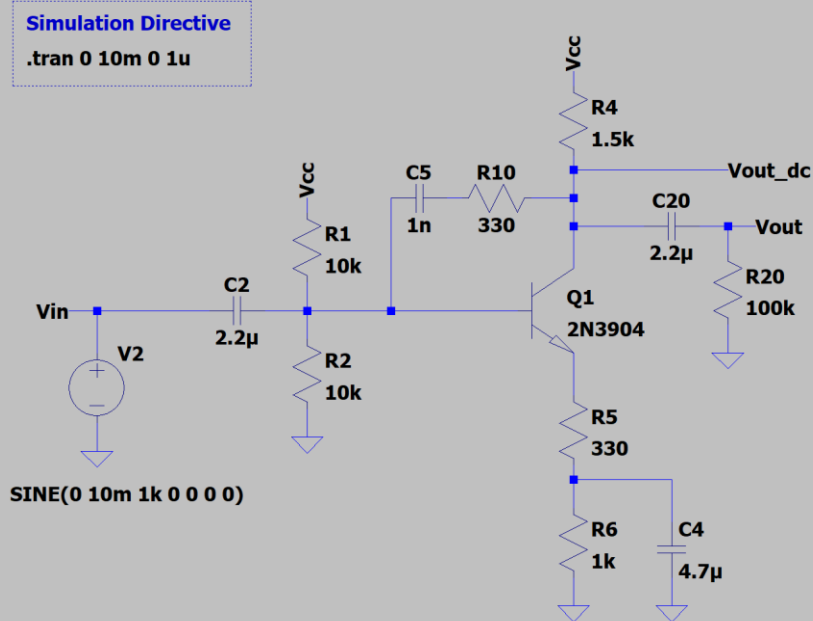 Simulation Directive
.tran 0 10m 0 1u
Vcc
R4
1.5k
Vout_dc
C5
1n
R10
330
Vcc
R1
10k
C20
2.2µ
Vout
R20
100k
Vin
C2
2.2µ
Q1
2N3904
V2
R2
10k
SINE(0 10m 1k 0 0 0 0)
R5
330
R6
1k
C4
4.7µ